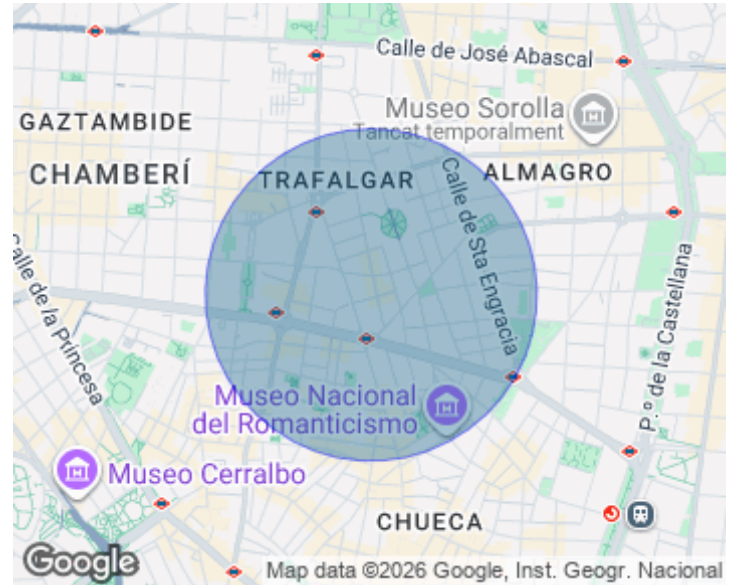 Calle de José Abascal
GAZTAMBIDE
Museo Sorolla
Tancat temporalment
CHAMBERÍ
TRAFALGAR
ALMAGRO
Calle de Sta Engracia
Calle de la Princesa
P.º de la Castellana
Museo Nacional
del Romanticismo
Museo Cerralbo
CHUECA
Google
Map data ©2026 Google, Inst. Geogr. Nacional